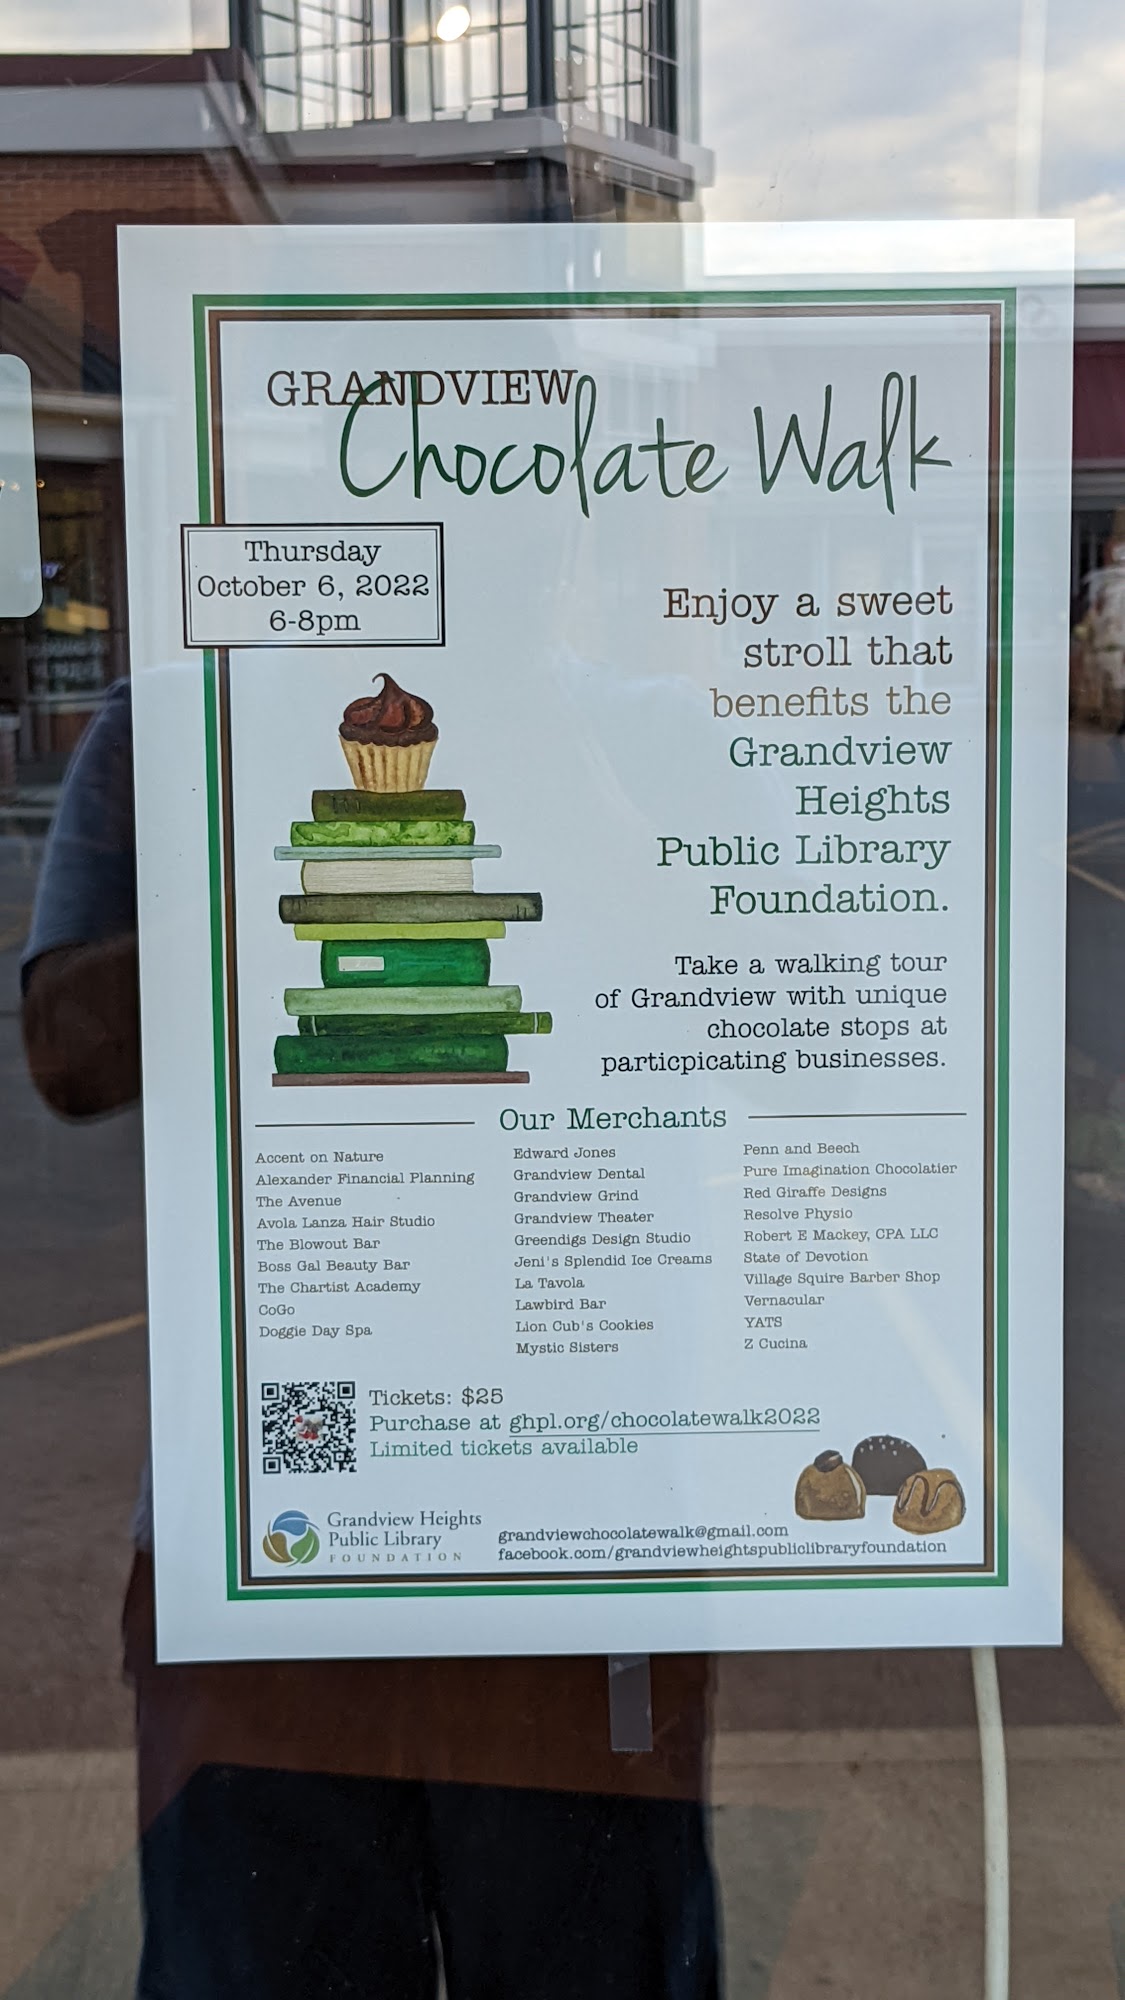 GRANDVIEW
Chocolate Walk
Thursday
October 6, 2022
6-8pm
Enjoy a sweet
stroll that
benefits the
Grandview
Heights
Public Library
Foundation.
Take a walking tour
of Grandview with unique
chocolate stops at
particpicating businesses.
Our Merchants
Accent on Nature
Alexander Financial Planning
The Avenue
Avola Lanza Hair Studio
The Blowout Bar
Boss Gal Beauty Bar
The Chartist Academy
CoGo
Doggie Day Spa
Edward Jones
Grandview Dental
Grandview Grind
Grandview Theater
Greendigs Design Studio
Jeni's Splendid Ice Creams
La Tavola
Lawbird Bar
Lion Cub's Cookies
Mystic Sisters
Penn and Beech
Pure Imagination Chocolatier
Red Giraffe Designs
Resolve Physio
Robert E Mackey, CPA LLC
State of Devotion
Village Squire Barber Shop
Vernacular
YATS
Z Cucina
Tickets: $25
Purchase at ghpl.org/chocolatewalk2022
Limited tickets available
Grandview Heights
Public Library
FOUNDATION
grandviewchocolatewalk@gmail.com
facebook.com/grandviewheightspubliclibraryfoundation